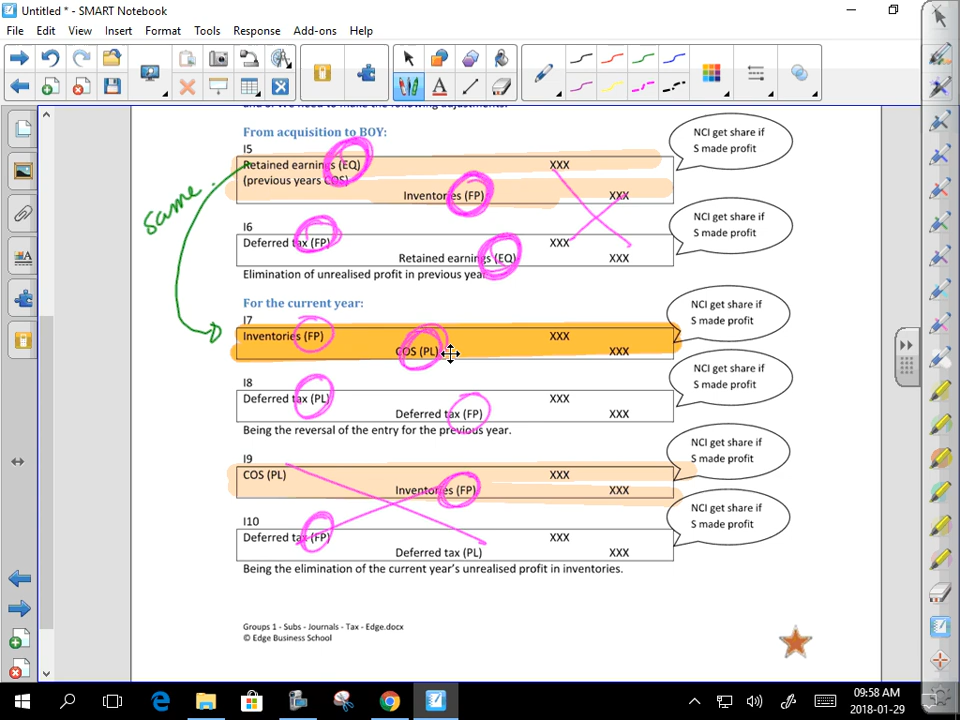 Untitled * - SMART Notebook
File Edit View Insert Format Tools Response Add-ons Help
From acquisition to BOY:
I5
Retained earnings (EQ) XXX
(previous years COS)
Inventories (FP) XXX
NCI get share if
S made profit
same.
I6
Deferred tax (FP) XXX
Retained earnings (EQ) XXX
Elimination of unrealised profit in previous year
NCI get share if
S made profit
For the current year:
I7
Inventories (FP) XXX
COS (PL) XXX
NCI get share if
S made profit
I8
Deferred tax (PL) XXX
Deferred tax (FP) XXX
Being the reversal of the entry for the previous year.
NCI get share if
S made profit
I9
COS (PL) XXX
Inventories (FP) XXX
NCI get share if
S made profit
I10
Deferred tax (FP) XXX
Deferred tax (PL) XXX
Being the elimination of the current year's unrealised profit in inventories.
NCI get share if
S made profit
Groups 1 - Subs - Journals - Tax - Edge.docx
© Edge Business School
09:58 AM
2018-01-29